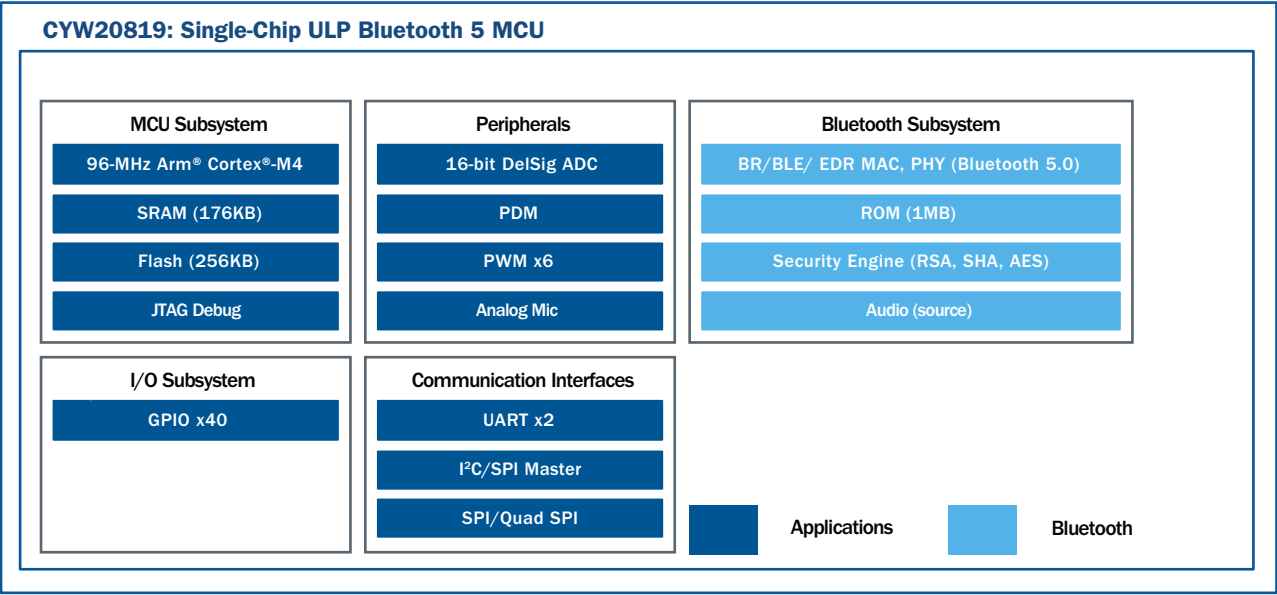 CYW20819: Single-Chip ULP Bluetooth 5 MCU
MCU Subsystem
96-MHz Arm® Cortex®-M4
SRAM (176KB)
Flash (256KB)
JTAG Debug
Peripherals
16-bit DelSig ADC
PDM
PWM x6
Analog Mic
Bluetooth Subsystem
BR/BLE/ EDR MAC, PHY (Bluetooth 5.0)
ROM (1MB)
Security Engine (RSA, SHA, AES)
Audio (source)
I/O Subsystem
GPIO x40
Communication Interfaces
UART x2
I²C/SPI Master
SPI/Quad SPI
Applications
Bluetooth